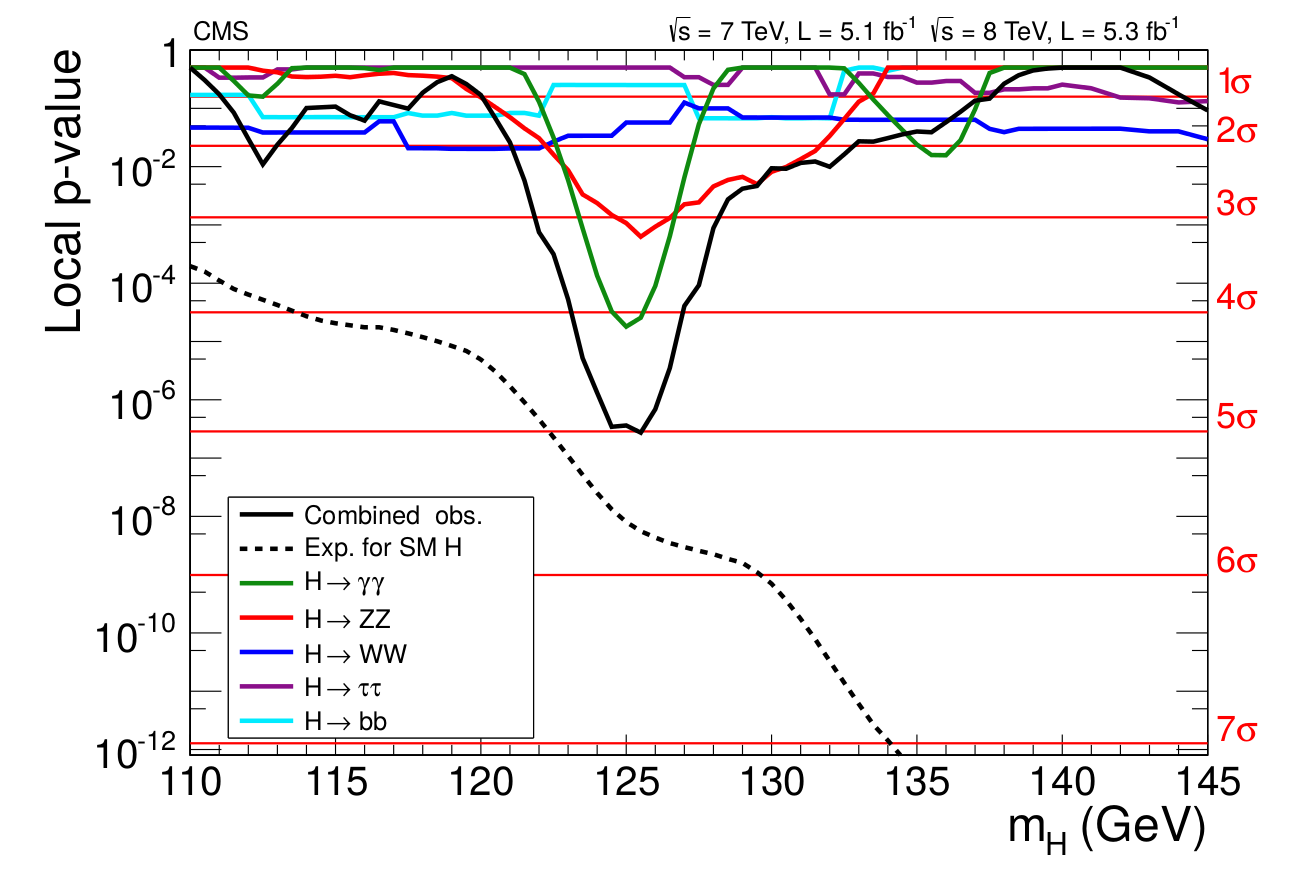 CMS √s = 7 TeV, L = 5.1 fb⁻¹ √s = 8 TeV, L = 5.3 fb⁻¹
Local p-value
1
10⁻²
10⁻⁴
10⁻⁶
10⁻⁸
10⁻¹⁰
10⁻¹²
1σ
2σ
3σ
4σ
5σ
6σ
7σ
Combined obs.
Exp. for SM H
H→γγ
H→ZZ
H→WW
H→ττ
H→bb
110 115 120 125 130 135 140 145
m_H (GeV)